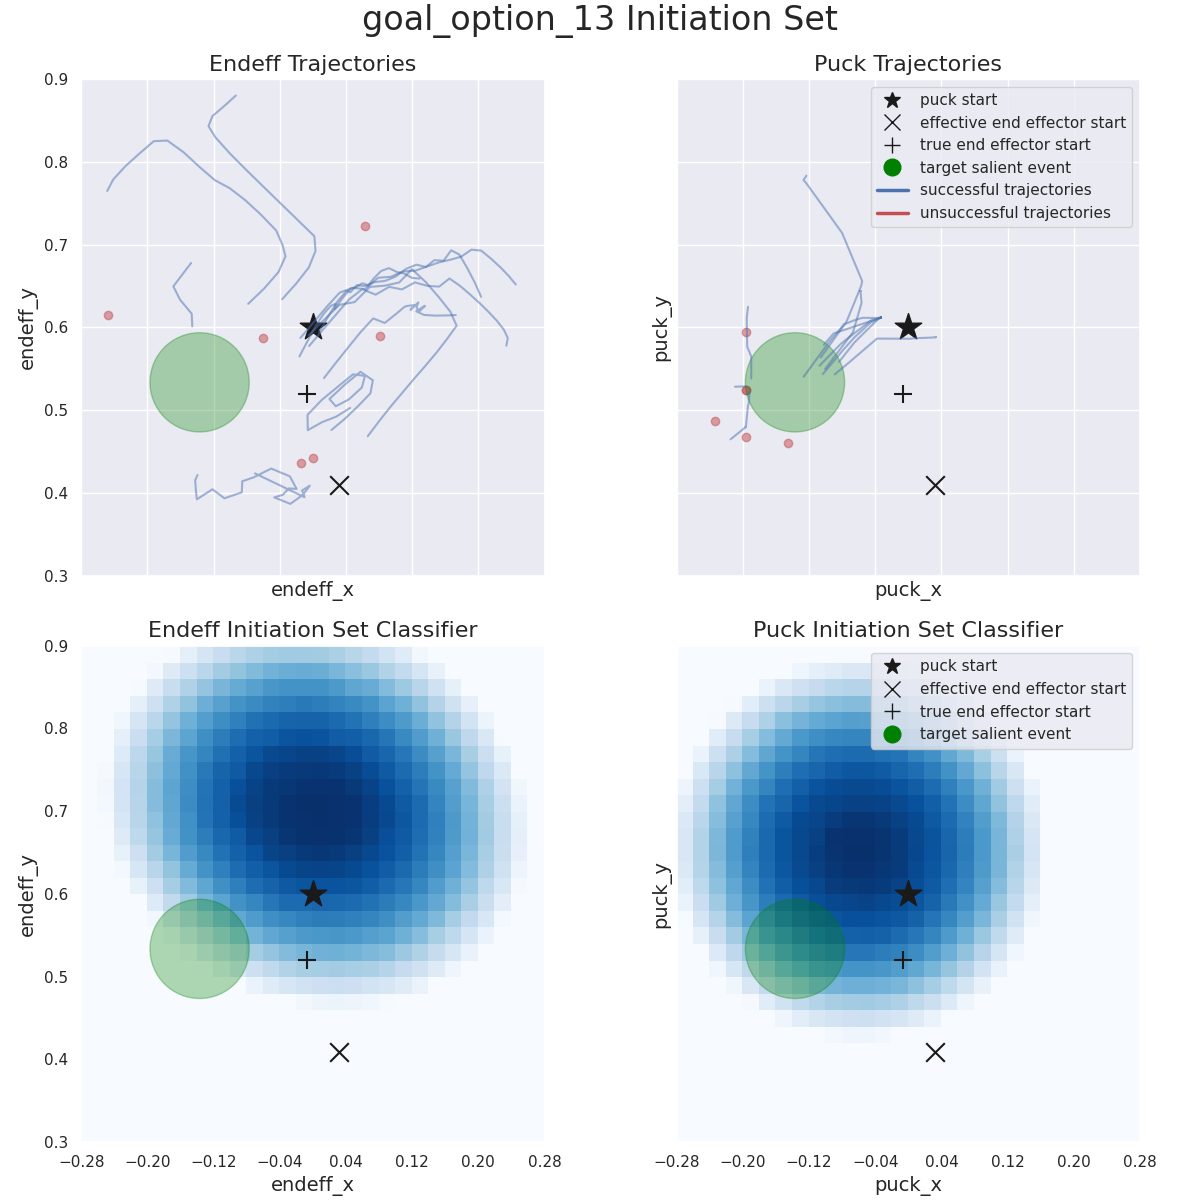 goal_option_13 Initiation Set
Endeff Trajectories
0.9
0.8
0.7
0.6
0.5
0.4
0.3
endeff_y
endeff_x
Puck Trajectories
puck start
effective end effector start
true end effector start
target salient event
successful trajectories
unsuccessful trajectories
puck_y
puck_x
Endeff Initiation Set Classifier
0.9
0.8
0.7
0.6
0.5
0.4
0.3
endeff_y
−0.28 −0.20 −0.12 −0.04 0.04 0.12 0.20 0.28
endeff_x
Puck Initiation Set Classifier
puck start
effective end effector start
true end effector start
target salient event
puck_y
−0.28 −0.20 −0.12 −0.04 0.04 0.12 0.20 0.28
puck_x